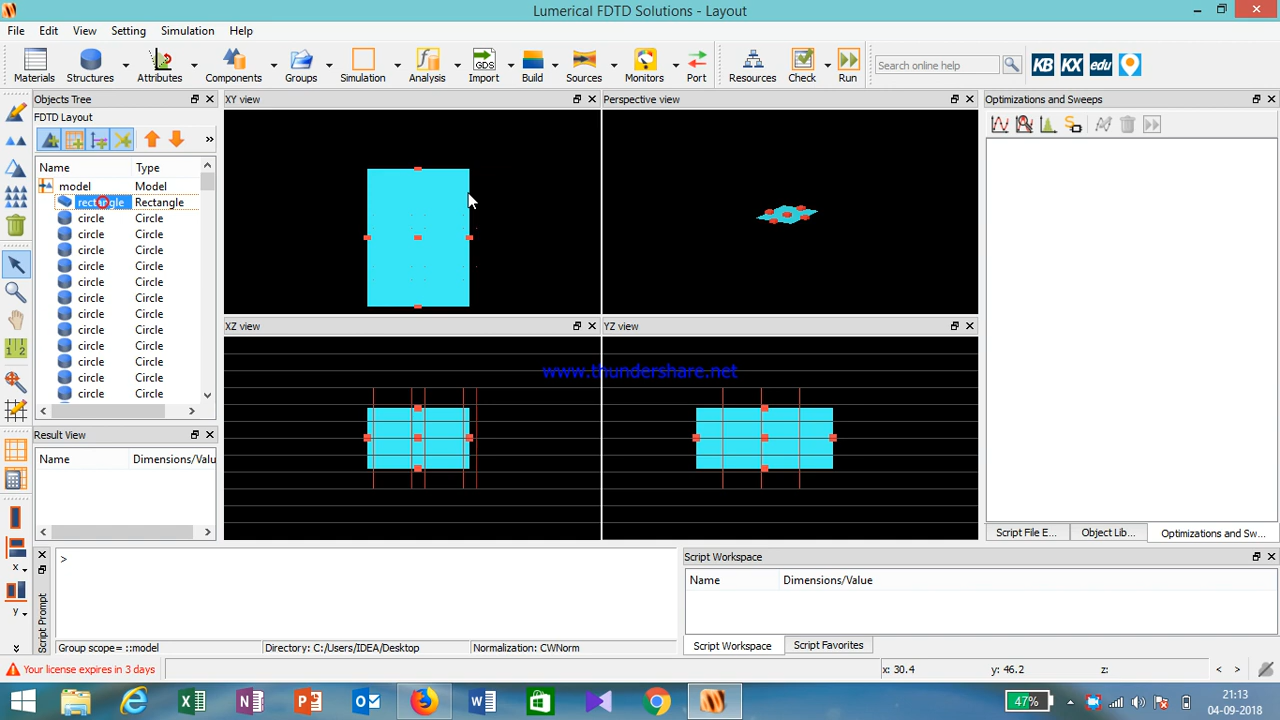 Lumerical FDTD Solutions - Layout
File Edit View Setting Simulation Help
Materials Structures Attributes Components Groups Simulation Analysis Import Build Sources Monitors Port Resources Check Run
GDS
Search online help
KB KX edu
Objects Tree
XY view
Perspective view
Optimizations and Sweeps
FDTD Layout
»
Name Type
model Model
rectangle Rectangle
circle Circle
circle Circle
circle Circle
circle Circle
circle Circle
circle Circle
circle Circle
circle Circle
circle Circle
circle Circle
circle Circle
circle Circle
XZ view
YZ view
www.thundershare.net
Result View
Name Dimensions/Valu
Script File E... Object Lib... Optimizations and Sw...
>
Script Prompt
x
y
Script Workspace
Name Dimensions/Value
Script Workspace Script Favorites
Group scope= ::model Directory: C:/Users/IDEA/Desktop Normalization: CWNorm
Your license expires in 3 days
x: 30.4 y: 46.2 z:
47%
21:13
04-09-2018